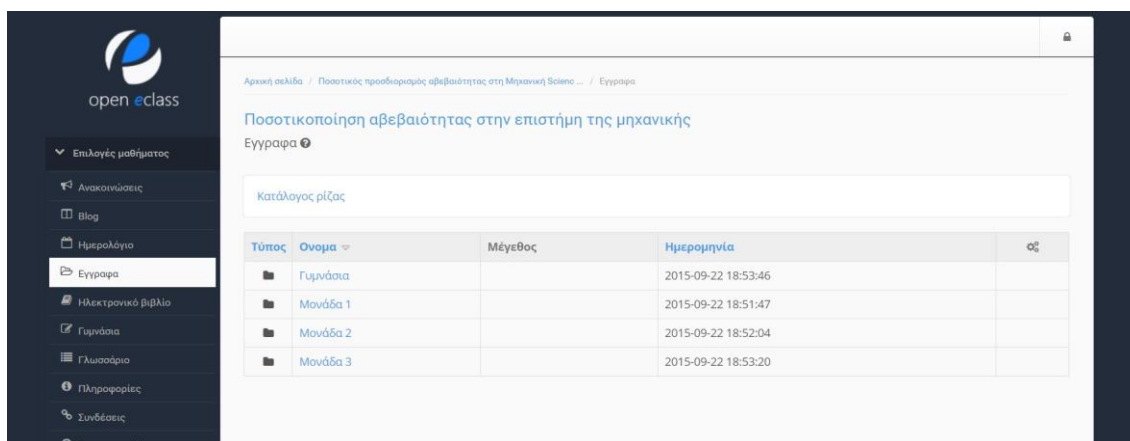 open eclass
Επιλογές μαθήματος
Ανακοινώσεις
Blog
Ημερολόγιο
Εγγραφα
Ηλεκτρονικό βιβλίο
Γυμνάσια
Γλωσσάριο
Πληροφορίες
Συνδέσεις
Αρχική σελίδα / Ποσοτικός προσδιορισμός αβεβαιότητας στη Μηχανική Scienc ... / Εγγραφα
Ποσοτικοποίηση αβεβαιότητας στην επιστήμη της μηχανικής
Εγγραφα
Κατάλογος ρίζας
Τύπος Ονομα Μέγεθος Ημερομηνία
Γυμνάσια 2015-09-22 18:53:46
Μονάδα 1 2015-09-22 18:51:47
Μονάδα 2 2015-09-22 18:52:04
Μονάδα 3 2015-09-22 18:53:20